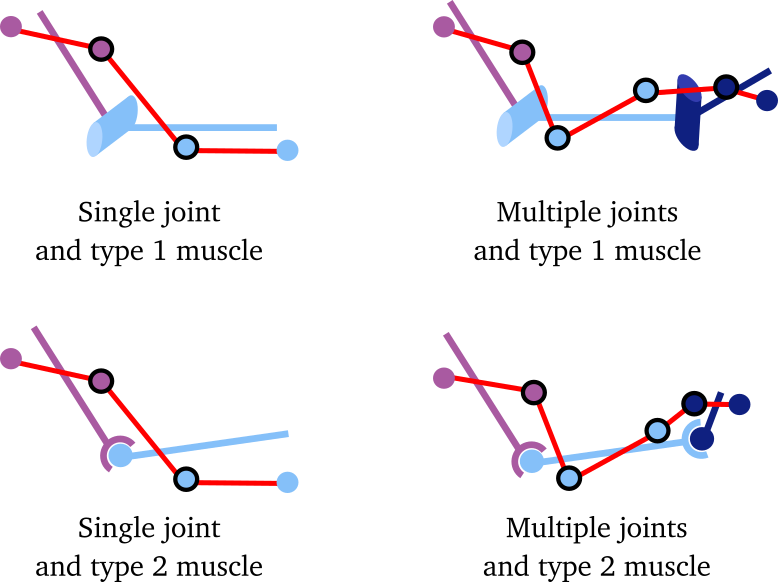 Single joint
and type 1 muscle
Multiple joints
and type 1 muscle
Single joint
and type 2 muscle
Multiple joints
and type 2 muscle